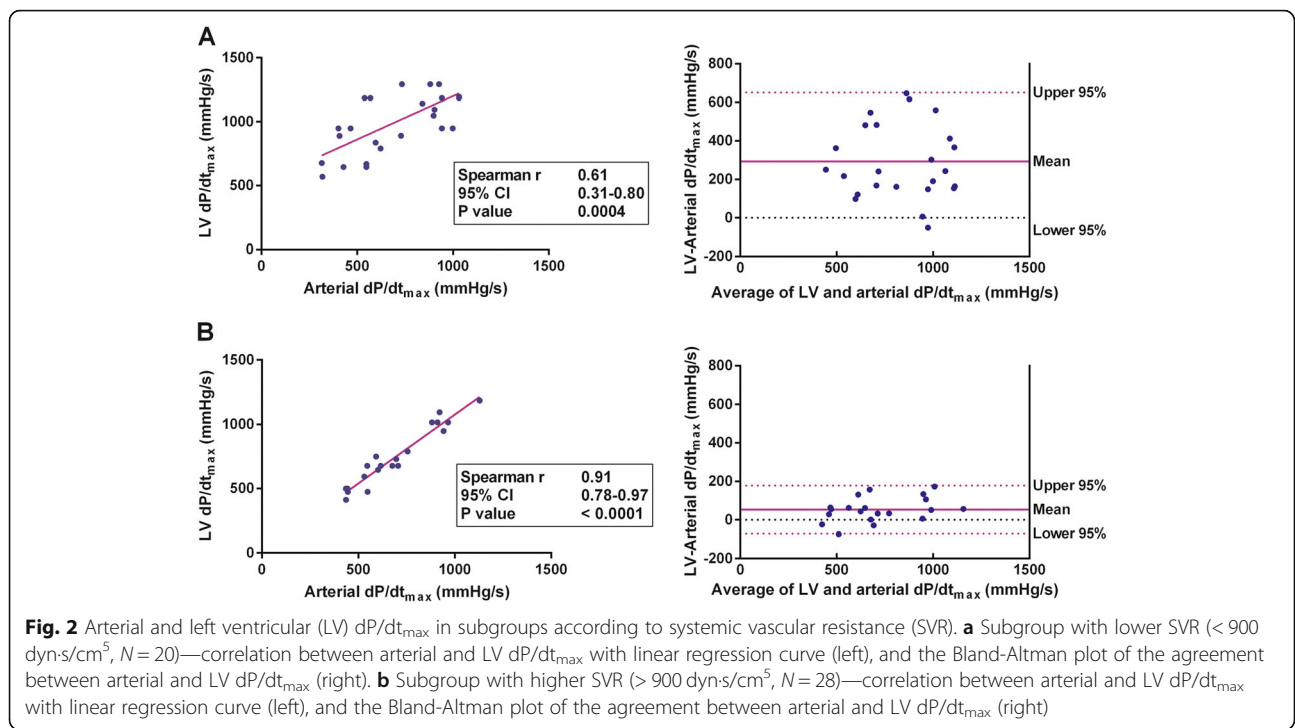 A
1500
1000
500
0
0 500 1000 1500
LV dP/dtmax (mmHg/s)
Arterial dP/dtmax (mmHg/s)
Spearman r 0.61
95% CI 0.31-0.80
P value 0.0004
800
600
400
200
0
-200
0 500 1000 1500
LV-Arterial dP/dtmax (mmHg/s)
Average of LV and arterial dP/dtmax (mmHg/s)
Upper 95%
Mean
Lower 95%
B
1500
1000
500
0
0 500 1000 1500
LV dP/dtmax (mmHg/s)
Arterial dP/dtmax (mmHg/s)
Spearman r 0.91
95% CI 0.78-0.97
P value < 0.0001
800
600
400
200
0
-200
0 500 1000 1500
LV-Arterial dP/dtmax (mmHg/s)
Average of LV and arterial dP/dtmax (mmHg/s)
Upper 95%
Mean
Lower 95%
Fig. 2 Arterial and left ventricular (LV) dP/dtmax in subgroups according to systemic vascular resistance (SVR). a Subgroup with lower SVR (< 900
dyn·s/cm⁵, N = 20)—correlation between arterial and LV dP/dtmax with linear regression curve (left), and the Bland-Altman plot of the agreement
between arterial and LV dP/dtmax (right). b Subgroup with higher SVR (> 900 dyn·s/cm⁵, N = 28)—correlation between arterial and LV dP/dtmax
with linear regression curve (left), and the Bland-Altman plot of the agreement between arterial and LV dP/dtmax (right)